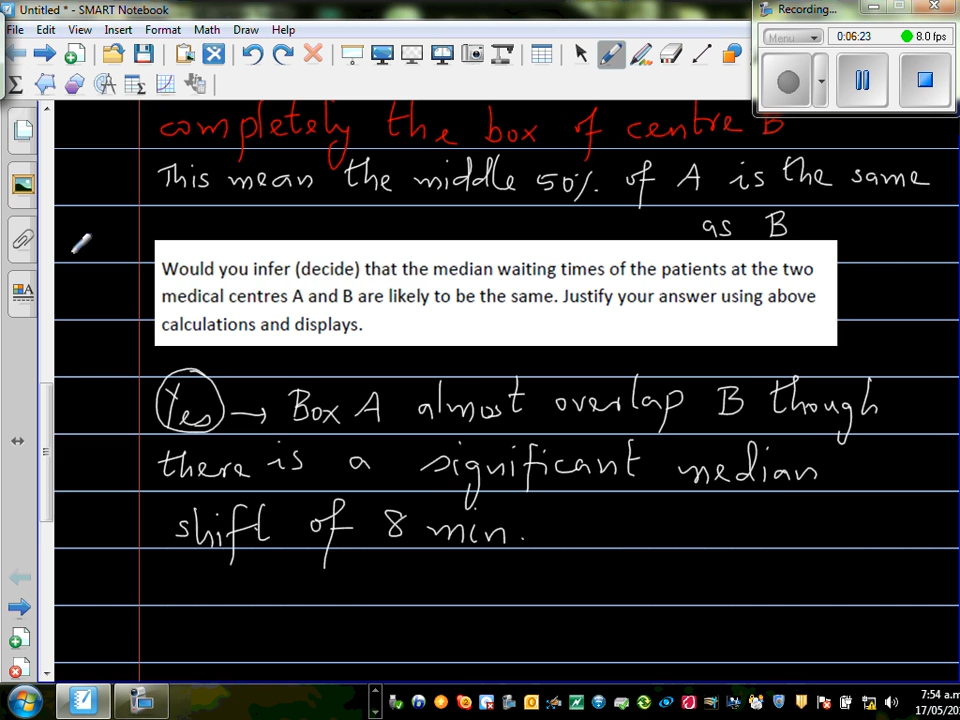 Untitled * - SMART Notebook
Recording...
File Edit View Insert Format Math Draw Help
Menu
0:06:23
8.0 fps
completely the box of centre B
This mean the middle 50% of A is the same
as B
Would you infer (decide) that the median waiting times of the patients at the two
medical centres A and B are likely to be the same. Justify your answer using above
calculations and displays.
Yes → Box A almost overlap B though
there is a significant median
shift of 8 min.
7:54 a.m
17/05/20